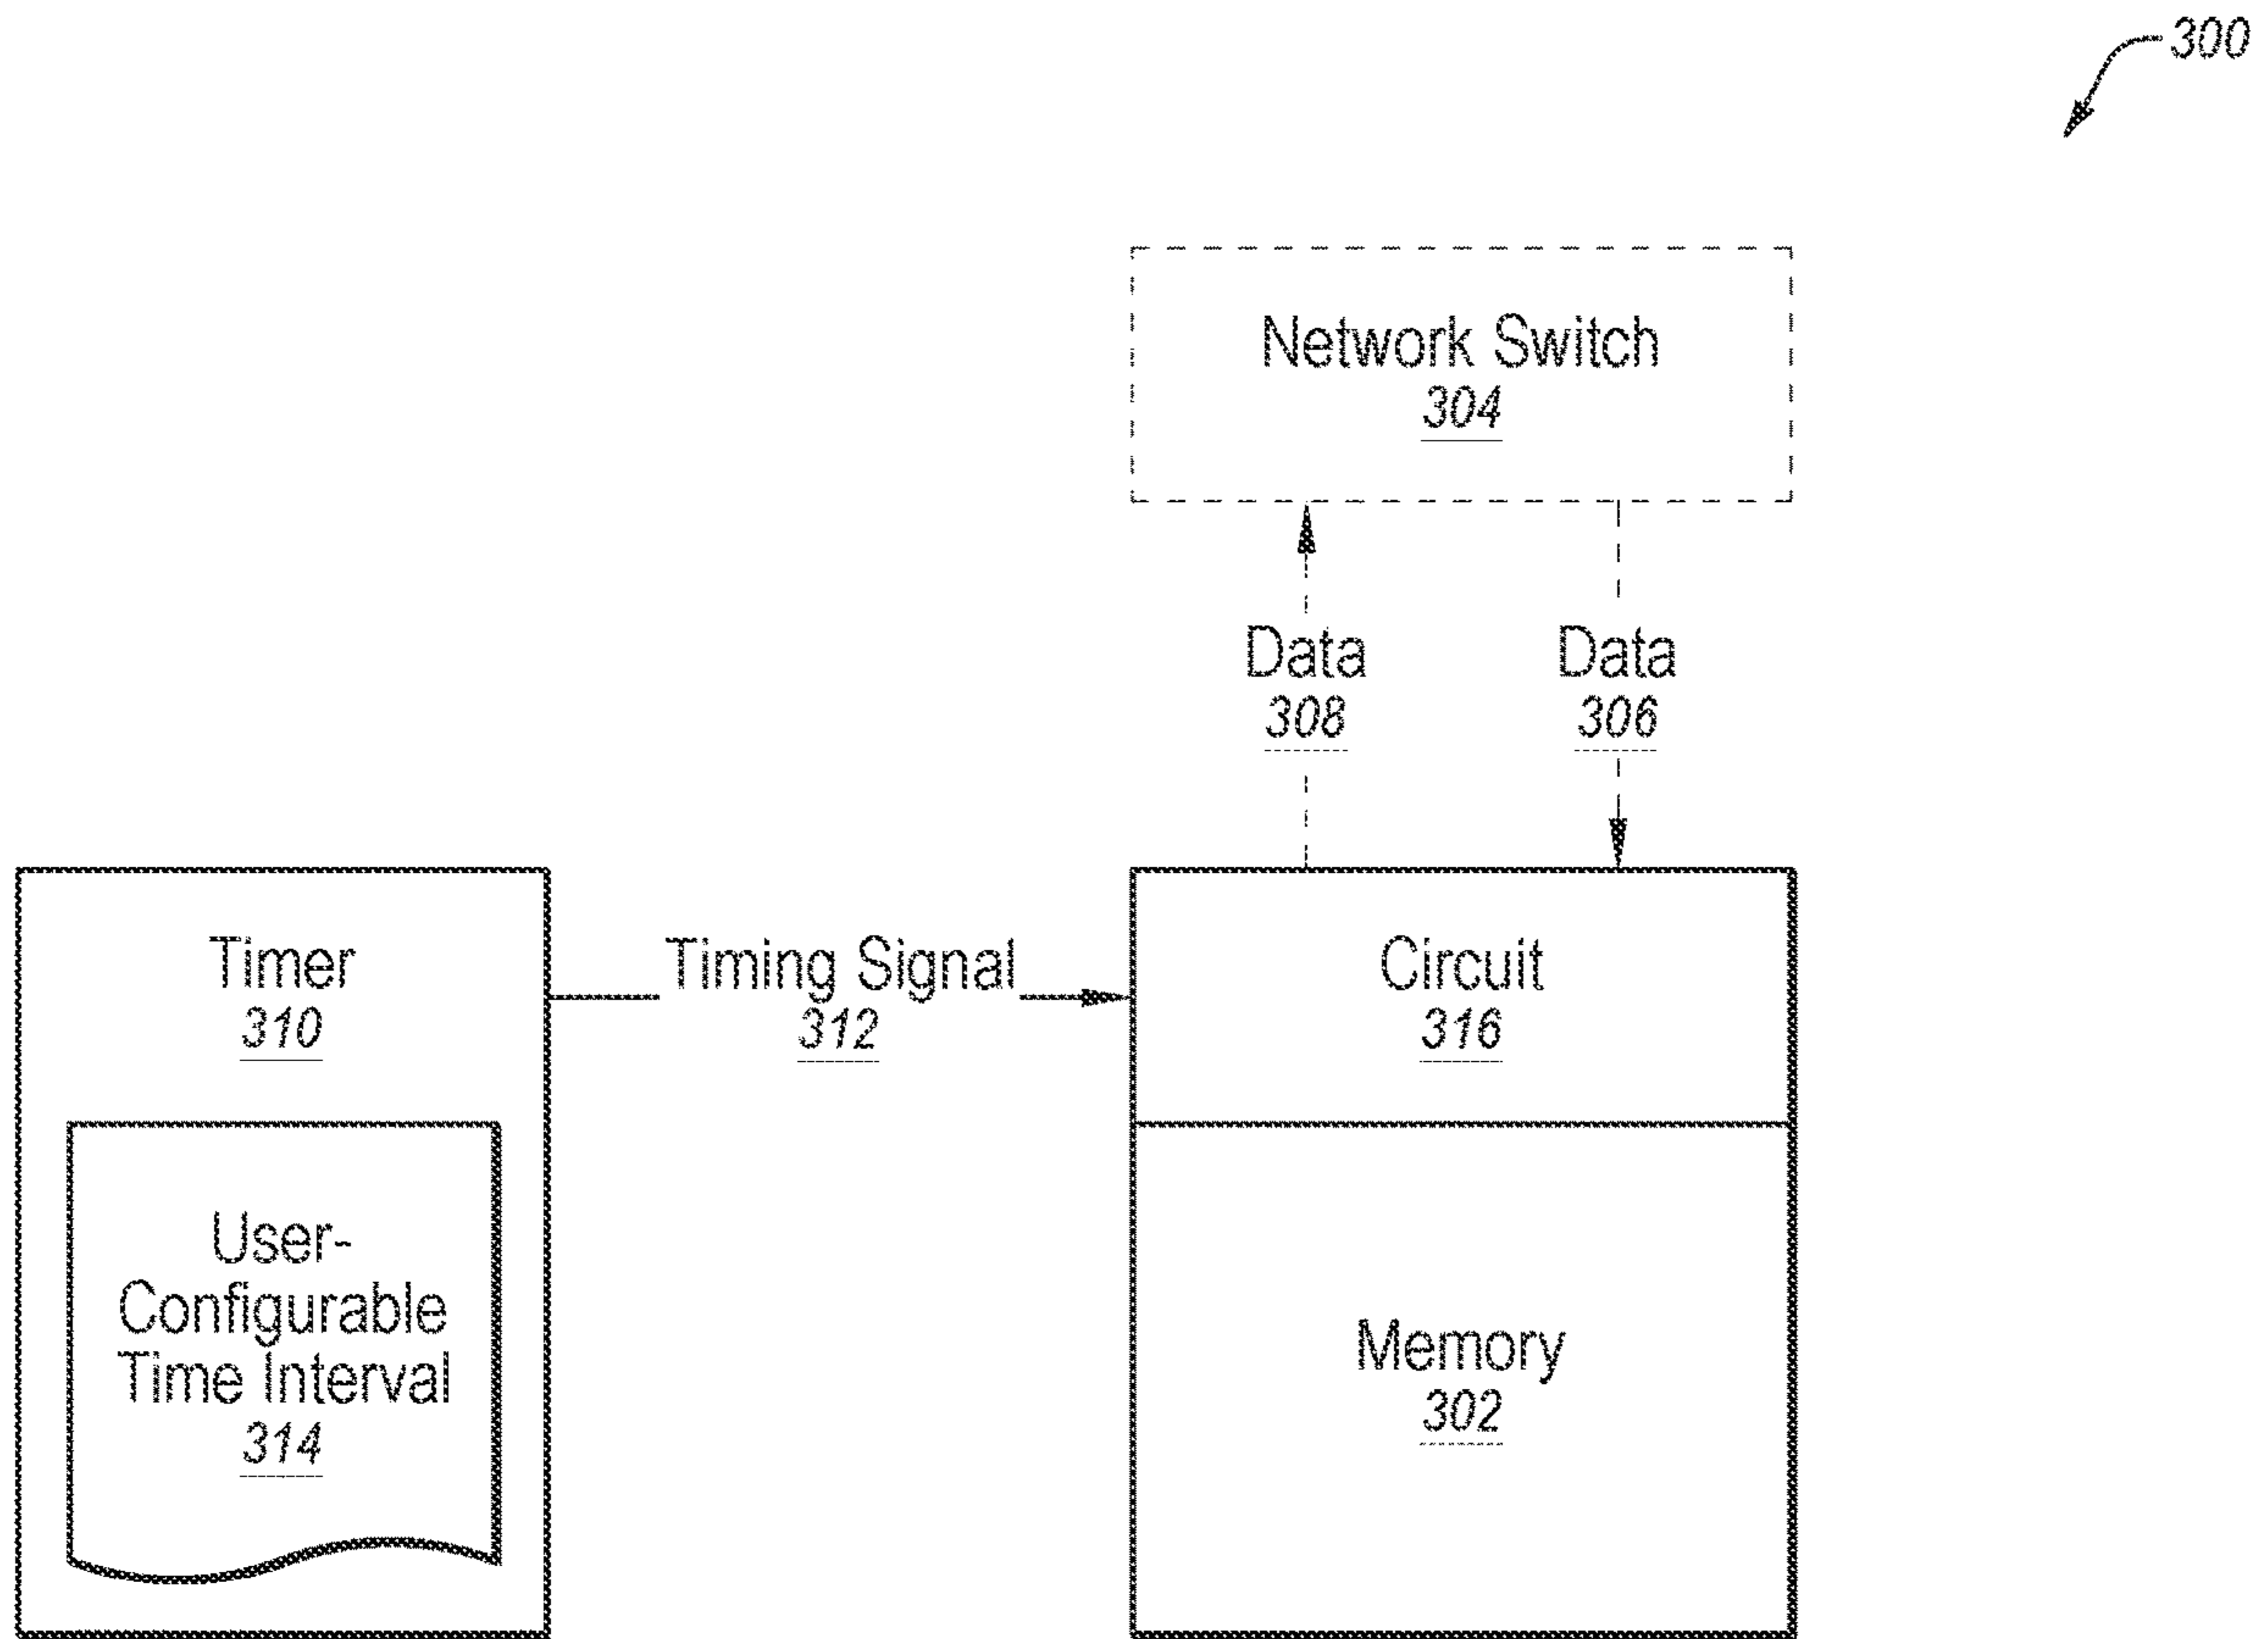 300
Network Switch
304
Data
308
Data
306
Timer
310
Timing Signal
312
Circuit
316
User-
Configurable
Time Interval
314
Memory
302